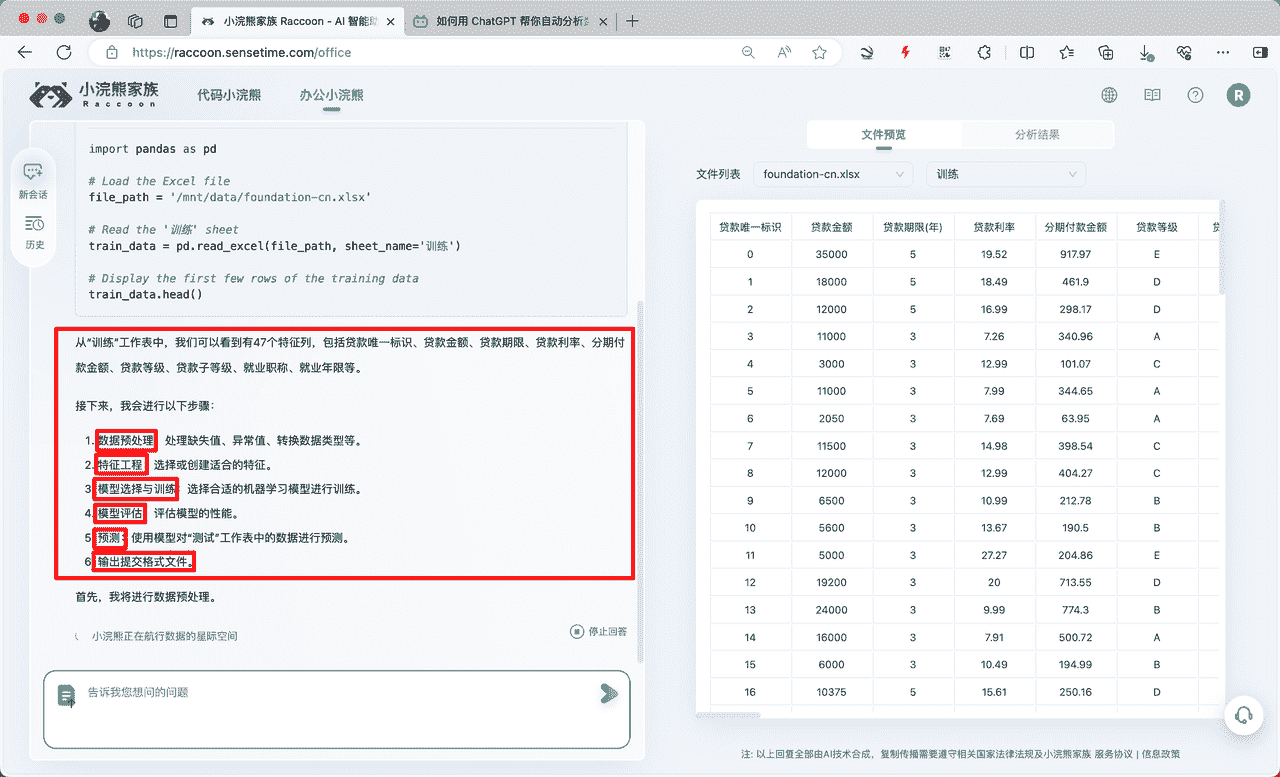 小浣熊家族 Raccoon - AI 智能助
如何用 ChatGPT 帮你自动分析
https://raccoon.sensetime.com/office
小浣熊家族
Raccoon
代码小浣熊
办公小浣熊
R
新会话
历史
import pandas as pd
# Load the Excel file
file_path = '/mnt/data/foundation-cn.xlsx'
# Read the '训练' sheet
train_data = pd.read_excel(file_path, sheet_name='训练')
# Display the first few rows of the training data
train_data.head()
从“训练”工作表中，我们可以看到有47个特征列，包括贷款唯一标识、贷款金额、贷款期限、贷款利率、分期付
款金额、贷款等级、贷款子等级、就业职称、就业年限等。
接下来，我会进行以下步骤：
1. 数据预处理 处理缺失值、异常值、转换数据类型等。
2. 特征工程 选择或创建适合的特征。
3 模型选择与训练 选择合适的机器学习模型进行训练。
4. 模型评估 评估模型的性能。
5 预测：使用模型对“测试”工作表中的数据进行预测。
6 输出提交格式文件。
首先，我将进行数据预处理。
小浣熊正在航行数据的星际空间
停止回答
告诉我您想问的问题
文件预览
分析结果
文件列表 foundation-cn.xlsx 训练
贷款唯一标识 贷款金额 贷款期限(年) 贷款利率 分期付款金额 贷款等级
0 35000 5 19.52 917.97 E
1 18000 5 18.49 461.9 D
2 12000 5 16.99 298.17 D
3 11000 3 7.26 340.96 A
4 3000 3 12.99 101.07 C
5 11000 3 7.99 344.65 A
6 2050 3 7.69 63.95 A
7 11500 3 14.98 398.54 C
8 12000 3 12.99 404.27 C
9 6500 3 10.99 212.78 B
10 5600 3 13.67 190.5 B
11 5000 3 27.27 204.86 E
12 19200 3 20 713.55 D
13 24000 3 9.99 774.3 B
14 16000 3 7.91 500.72 A
15 6000 3 10.49 194.99 B
16 10375 5 15.61 250.16 D
注: 以上回复全部由AI技术合成，复制传播需要遵守相关国家法律法规及小浣熊家族 服务协议 | 信息政策